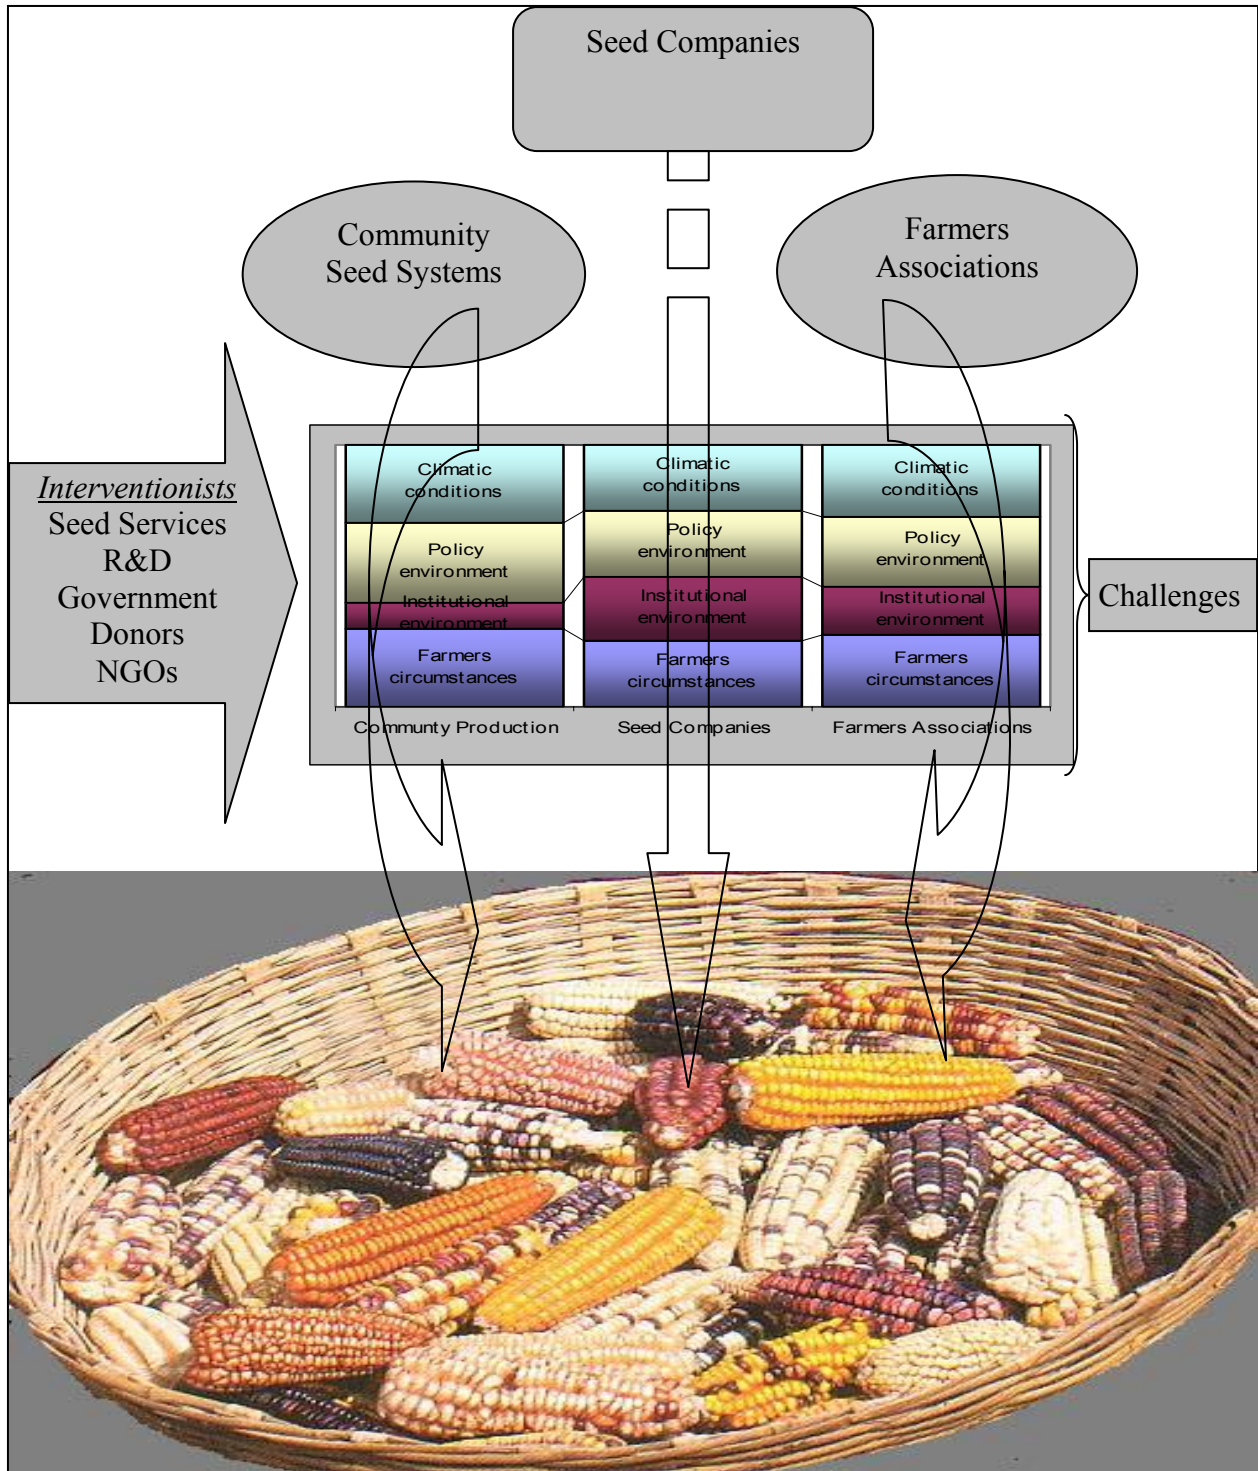 Seed Companies
Community
Seed Systems
Farmers
Associations
Interventionists
Seed Services
R&D
Government
Donors
NGOs
Climatic
conditions
Policy
environment
Institutional
environment
Farmers
circumstances
Climatic
conditions
Policy
environment
Institutional
environment
Farmers
circumstances
Climatic
conditions
Policy
environment
Institutional
environment
Farmers
circumstances
Communty Production
Seed Companies
Farmers Associations
Challenges